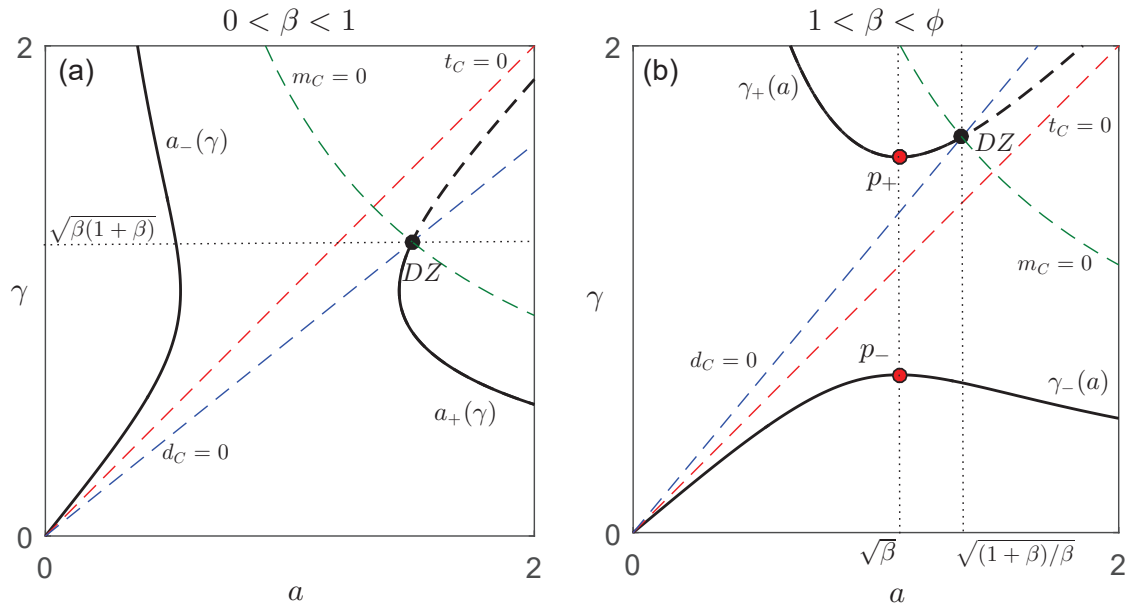 0 < β < 1
(a)
2
m_C = 0
t_C = 0
a_−(γ)
√β(1 + β)
DZ
γ
a_+(γ)
d_C = 0
0
0
2
a
1 < β < ϕ
(b)
2
γ_+(a)
t_C = 0
DZ
p_+
m_C = 0
γ
d_C = 0
p_−
γ_−(a)
0
0
√β
√(1 + β)/β
2
a